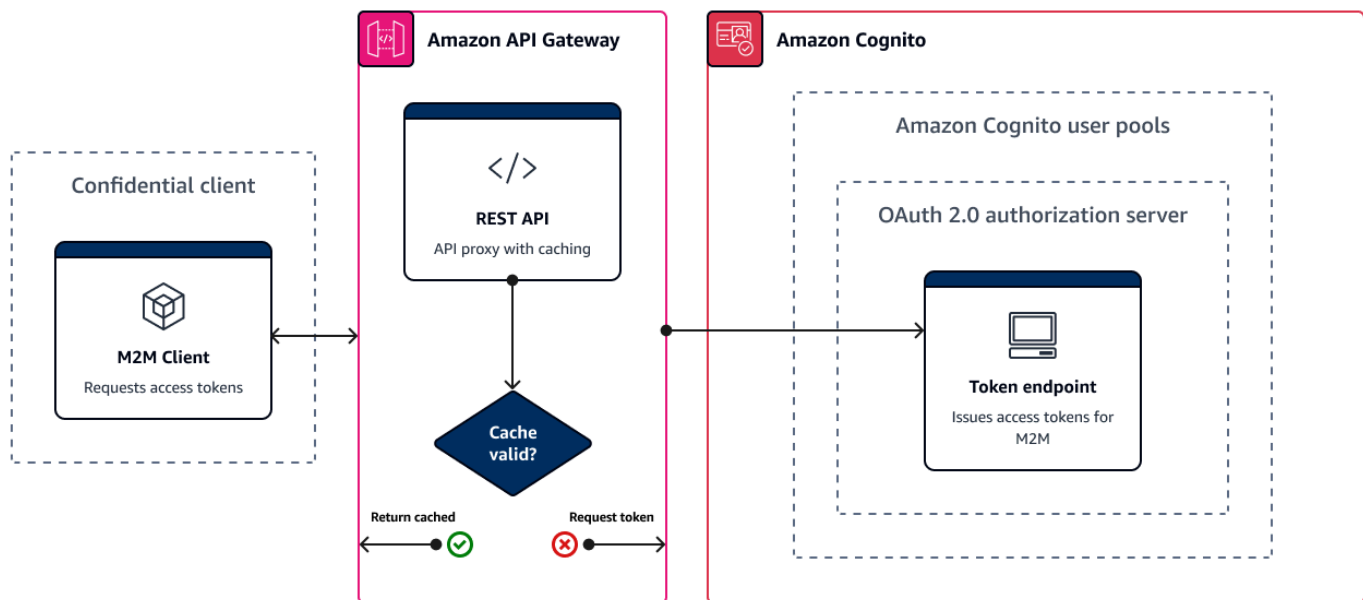 Amazon API Gateway
Amazon Cognito
Amazon Cognito user pools
Confidential client
OAuth 2.0 authorization server
</>
REST API
API proxy with caching
M2M Client
Requests access tokens
Token endpoint
Issues access tokens for
M2M
Cache
valid?
Return cached
Request token